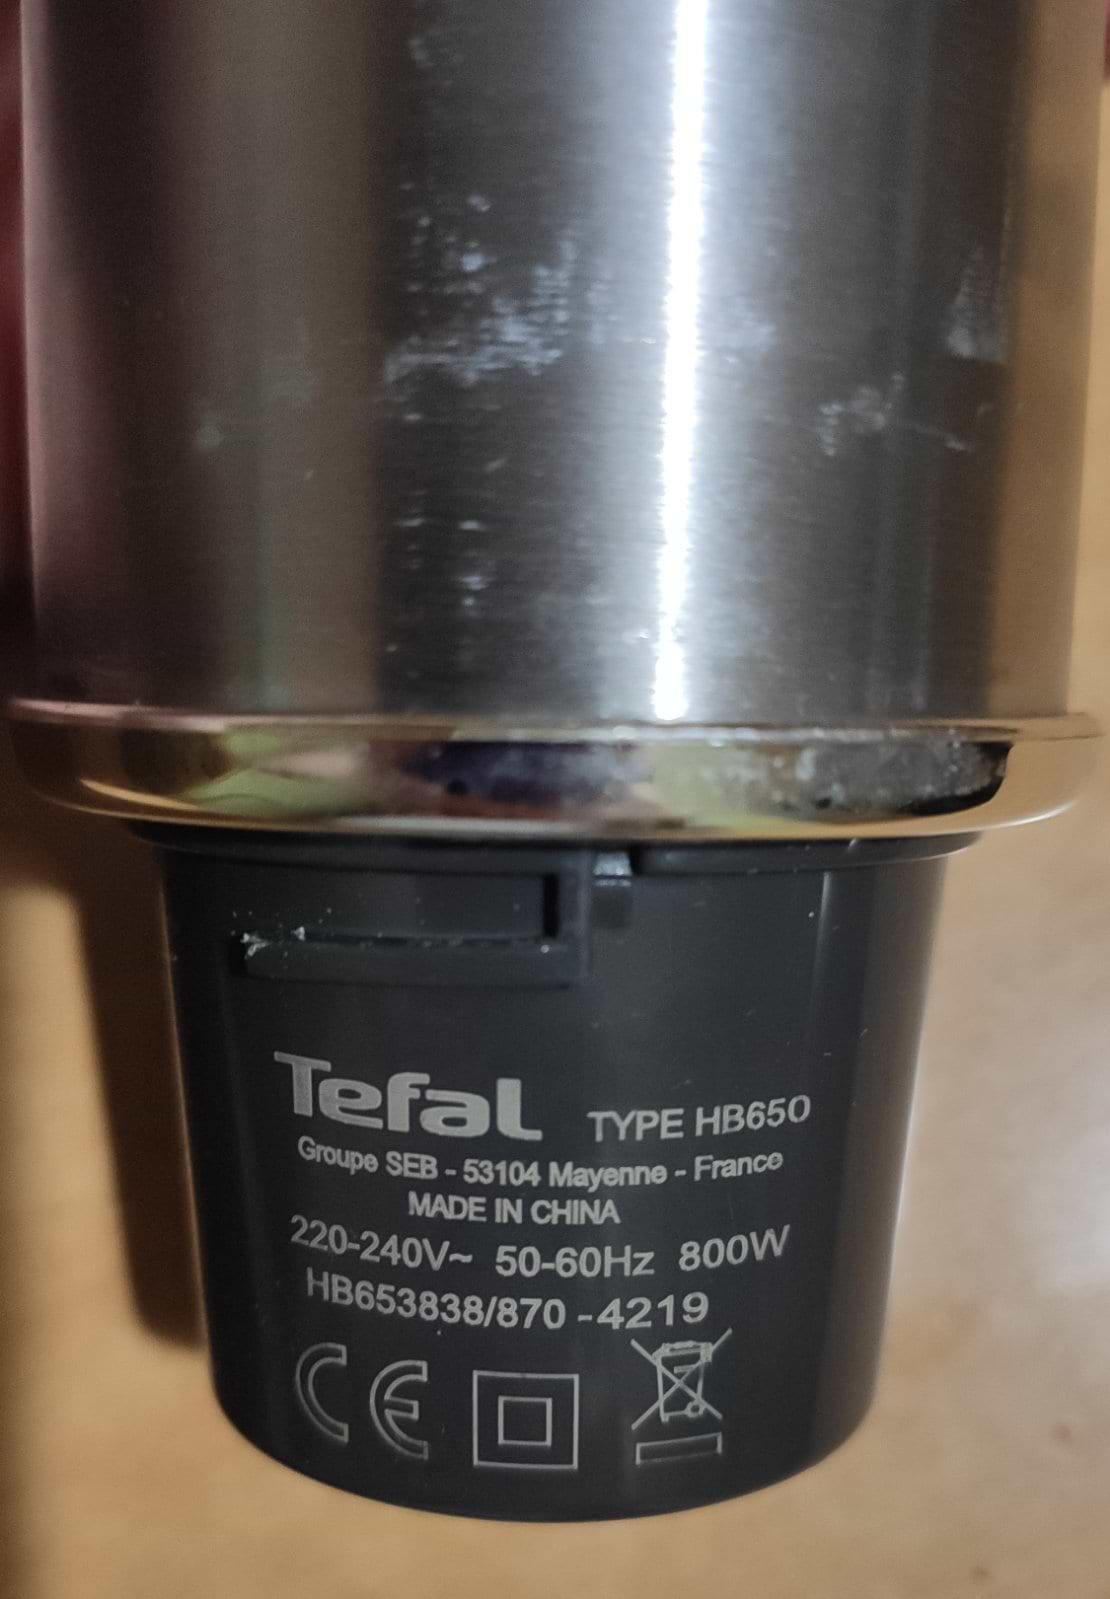 Tefal TYPE HB650
Groupe SEB - 53104 Mayenne - France
MADE IN CHINA
220-240V~ 50-60Hz 800W
HB653838/870 -4219
CE